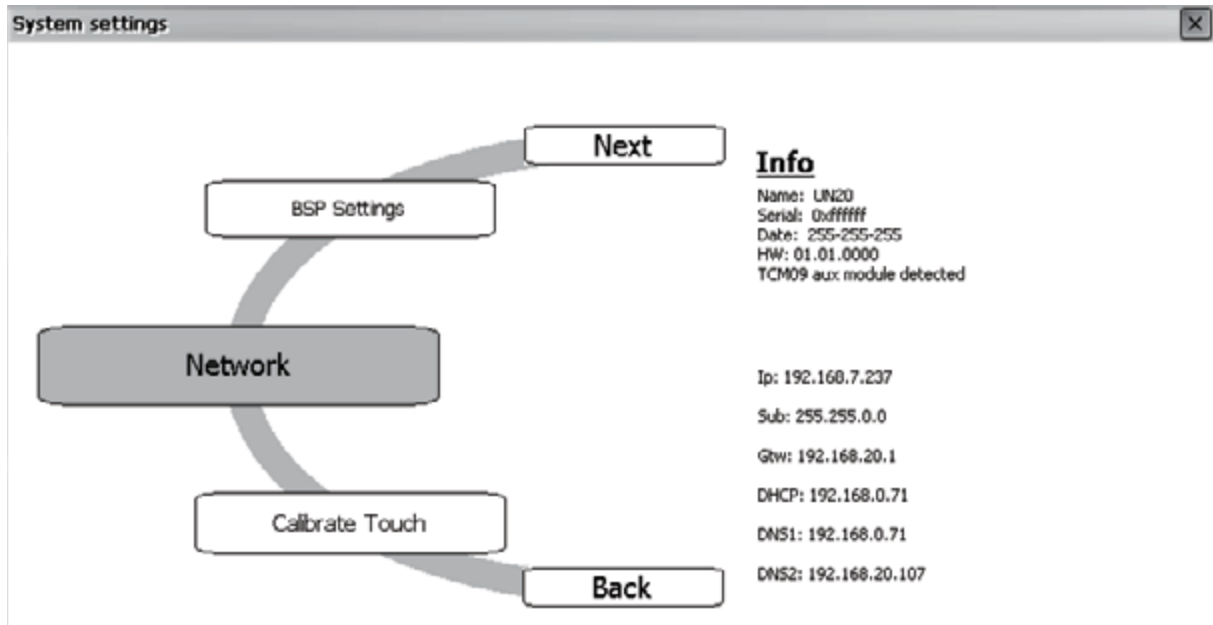 System settings
Next
BSP Settings
Network
Calibrate Touch
Back
Info
Name: UN20
Serial: 0xffffff
Date: 255-255-255
HW: 01.01.0000
TCM09 aux module detected
Ip: 192.168.7.237
Sub: 255.255.0.0
Gtw: 192.168.20.1
DHCP: 192.168.0.71
DNS1: 192.168.0.71
DNS2: 192.168.20.107